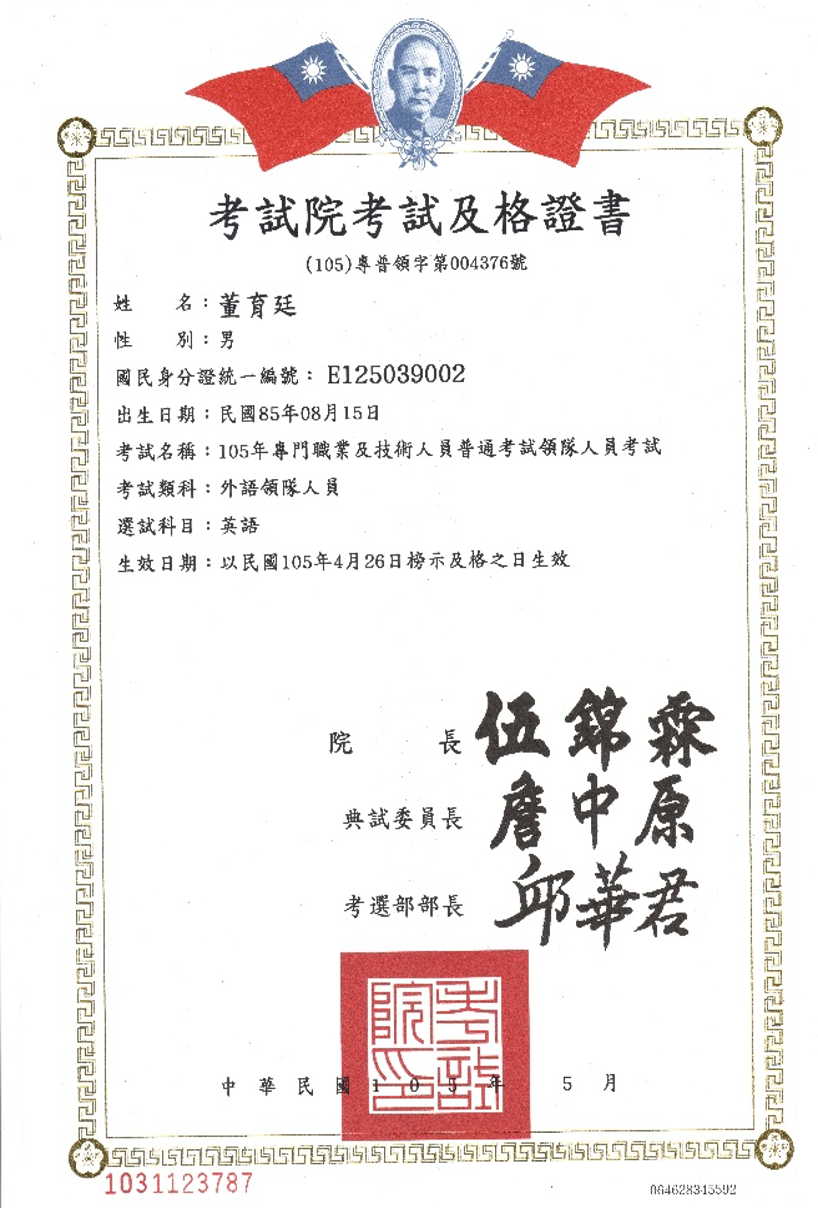 考試院考試及格證書
(105)專普領字第004376號
姓　　名：董育廷
性　　別：男
國民身分證統一編號：E125039002
出生日期：民國85年08月15日
考試名稱：105年專門職業及技術人員普通考試領隊人員考試
考試類科：外語領隊人員
選試科目：英語
生效日期：以民國105年4月26日榜示及格之日生效
院　　長 伍錦霖
典試委員長 詹中原
考選部部長 邱華君
考試院印
中華民國105年5月
1031123787
064628345592